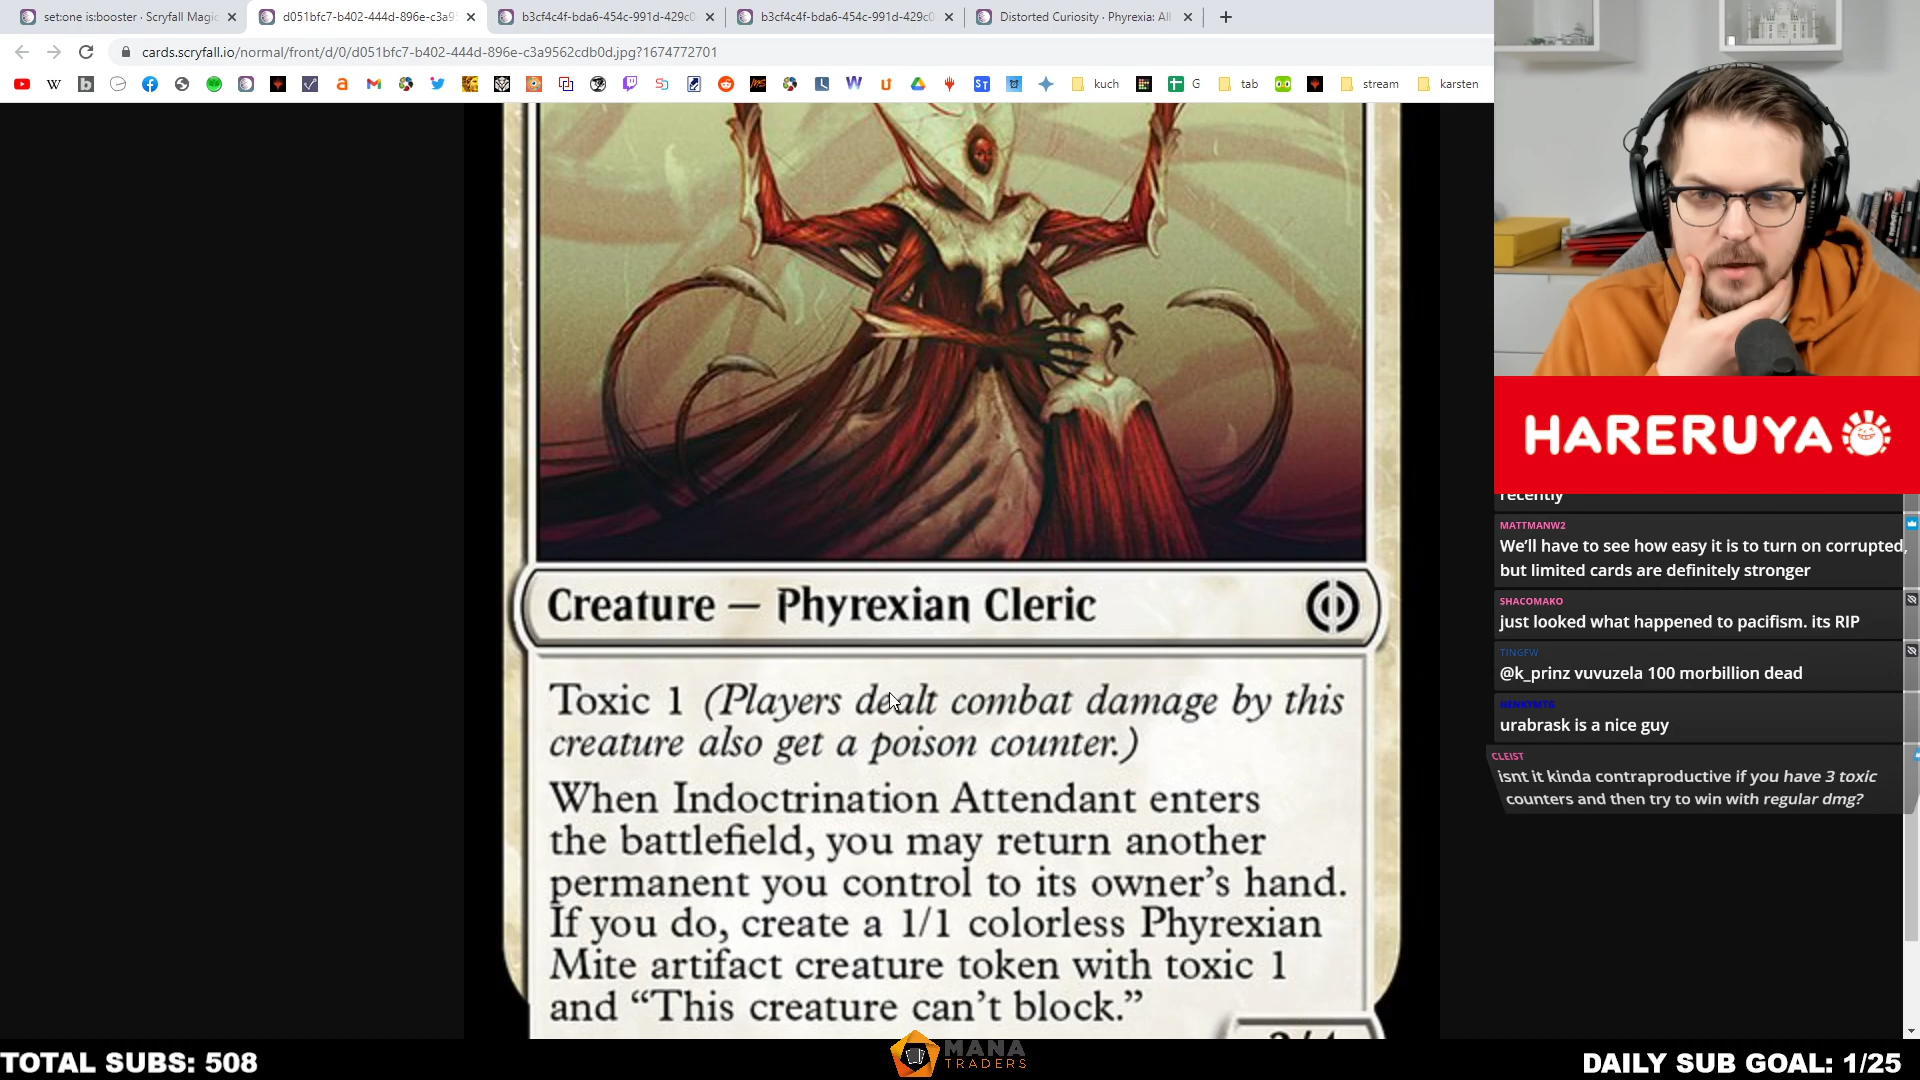 set:one is:booster · Scryfall Magic
d051bfc7-b402-444d-896e-c3a9
b3cf4c4f-bda6-454c-991d-429c0
b3cf4c4f-bda6-454c-991d-429c0
Distorted Curiosity · Phyrexia: All
cards.scryfall.io/normal/front/d/0/d051bfc7-b402-444d-896e-c3a9562cdb0d.jpg?1674772701
kuch
G
tab
stream
karsten
Creature — Phyrexian Cleric
Toxic 1 (Players dealt combat damage by this
creature also get a poison counter.)
When Indoctrination Attendant enters
the battlefield, you may return another
permanent you control to its owner's hand.
If you do, create a 1/1 colorless Phyrexian
Mite artifact creature token with toxic 1
and “This creature can't block.”
HARERUYA
recently
MATTMANW2
We'll have to see how easy it is to turn on corrupted,
but limited cards are definitely stronger
SHACOMAKO
just looked what happened to pacifism. its RIP
TINGFW
@k_prinz vuvuzela 100 morbillion dead
urabrask is a nice guy
CLEIST
isnt it kinda contraproductive if you have 3 toxic
counters and then try to win with regular dmg?
TOTAL SUBS: 508
MANA
TRADERS
DAILY SUB GOAL: 1/25